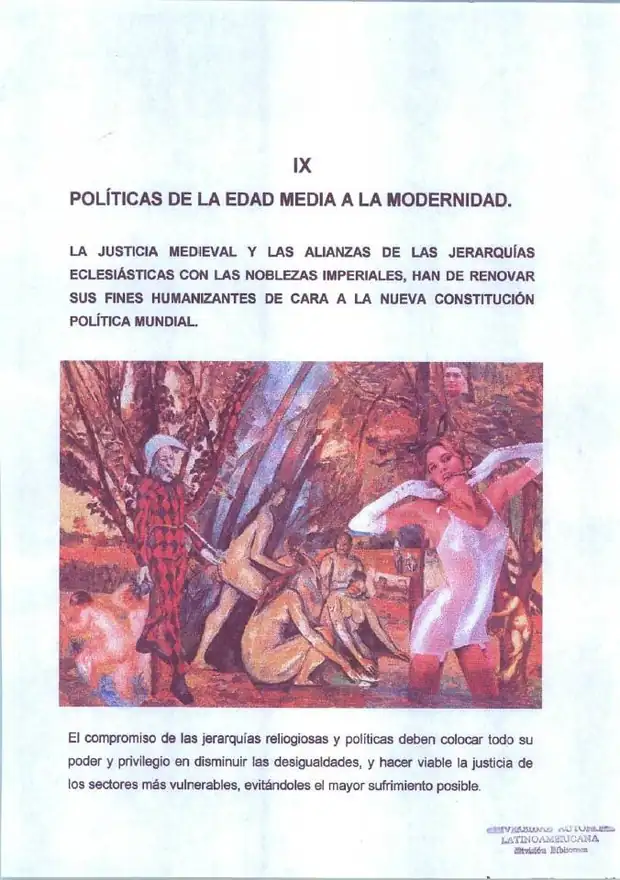 IX
POLÍTICAS DE LA EDAD MEDIA A LA MODERNIDAD.
LA JUSTICIA MEDIEVAL Y LAS ALIANZAS DE LAS JERARQUÍAS
ECLESIÁSTICAS CON LAS NOBLEZAS IMPERIALES, HAN DE RENOVAR
SUS FINES HUMANIZANTES DE CARA A LA NUEVA CONSTITUCIÓN
POLÍTICA MUNDIAL.
El compromiso de las jerarquías reliogiosas y políticas deben colocar todo su
poder y privilegio en disminuir las desigualdades, y hacer viable la justicia de
los sectores más vulnerables, evitándoles el mayor sufrimiento posible.
LATINOAMERICANA
División